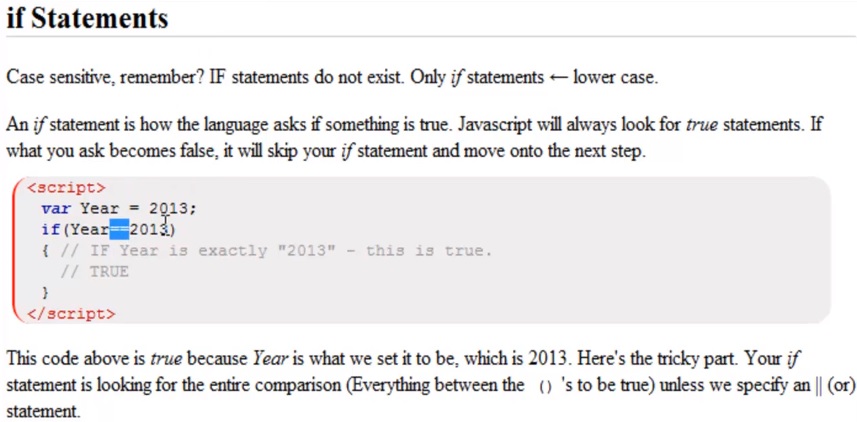 if Statements
Case sensitive, remember? IF statements do not exist. Only if statements ← lower case.
An if statement is how the language asks if something is true. Javascript will always look for true statements. If
what you ask becomes false, it will skip your if statement and move onto the next step.
<script>
var Year = 2013;
if(Year==2013)
{ // IF Year is exactly "2013" - this is true.
// TRUE
}
</script>
This code above is true because Year is what we set it to be, which is 2013. Here's the tricky part. Your if
statement is looking for the entire comparison (Everything between the () 's to be true) unless we specify an || (or)
statement.